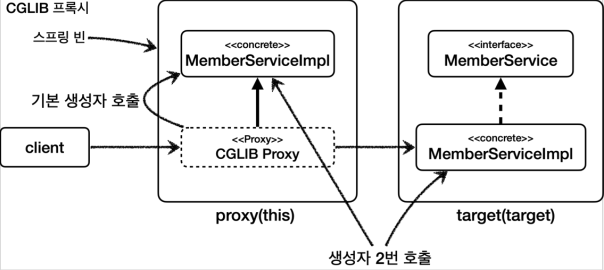 CGLIB 프록시
스프링 빈
<<concrete>>
MemberServiceImpl
<<interface>>
MemberService
기본 생성자 호출
client
<<Proxy>>
CGLIB Proxy
<<concrete>>
MemberServiceImpl
proxy(this)
target(target)
생성자 2번 호출